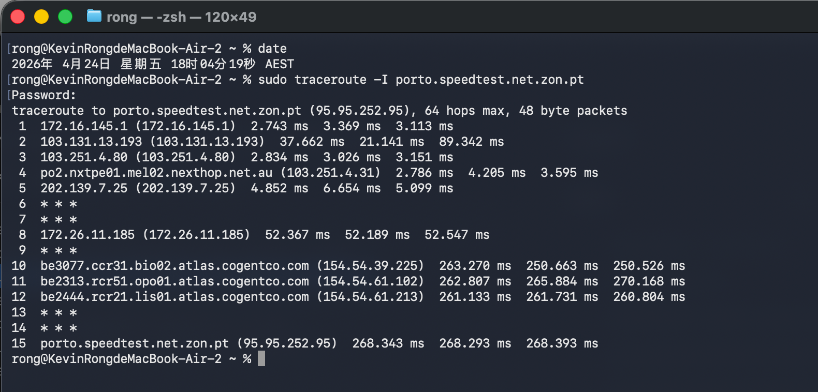 rong — -zsh — 120×49
[rong@KevinRongdeMacBook-Air-2 ~ % date
2026年 4月24日 星期五 18时04分19秒 AEST
[rong@KevinRongdeMacBook-Air-2 ~ % sudo traceroute -I porto.speedtest.net.zon.pt
[Password:
traceroute to porto.speedtest.net.zon.pt (95.95.252.95), 64 hops max, 48 byte packets
1 172.16.145.1 (172.16.145.1) 2.743 ms 3.369 ms 3.113 ms
2 103.131.13.193 (103.131.13.193) 37.662 ms 21.141 ms 89.342 ms
3 103.251.4.80 (103.251.4.80) 2.834 ms 3.026 ms 3.151 ms
4 po2.nxtpe01.mel02.nexthop.net.au (103.251.4.31) 2.786 ms 4.205 ms 3.595 ms
5 202.139.7.25 (202.139.7.25) 4.852 ms 6.654 ms 5.099 ms
6 * * *
7 * * *
8 172.26.11.185 (172.26.11.185) 52.367 ms 52.189 ms 52.547 ms
9 * * *
10 be3077.ccr31.bio02.atlas.cogentco.com (154.54.39.225) 263.270 ms 250.663 ms 250.526 ms
11 be2313.rcr51.opo01.atlas.cogentco.com (154.54.61.102) 262.807 ms 265.884 ms 270.168 ms
12 be2444.rcr21.lis01.atlas.cogentco.com (154.54.61.213) 261.133 ms 261.731 ms 260.804 ms
13 * * *
14 * * *
15 porto.speedtest.net.zon.pt (95.95.252.95) 268.343 ms 268.293 ms 268.393 ms
rong@KevinRongdeMacBook-Air-2 ~ %